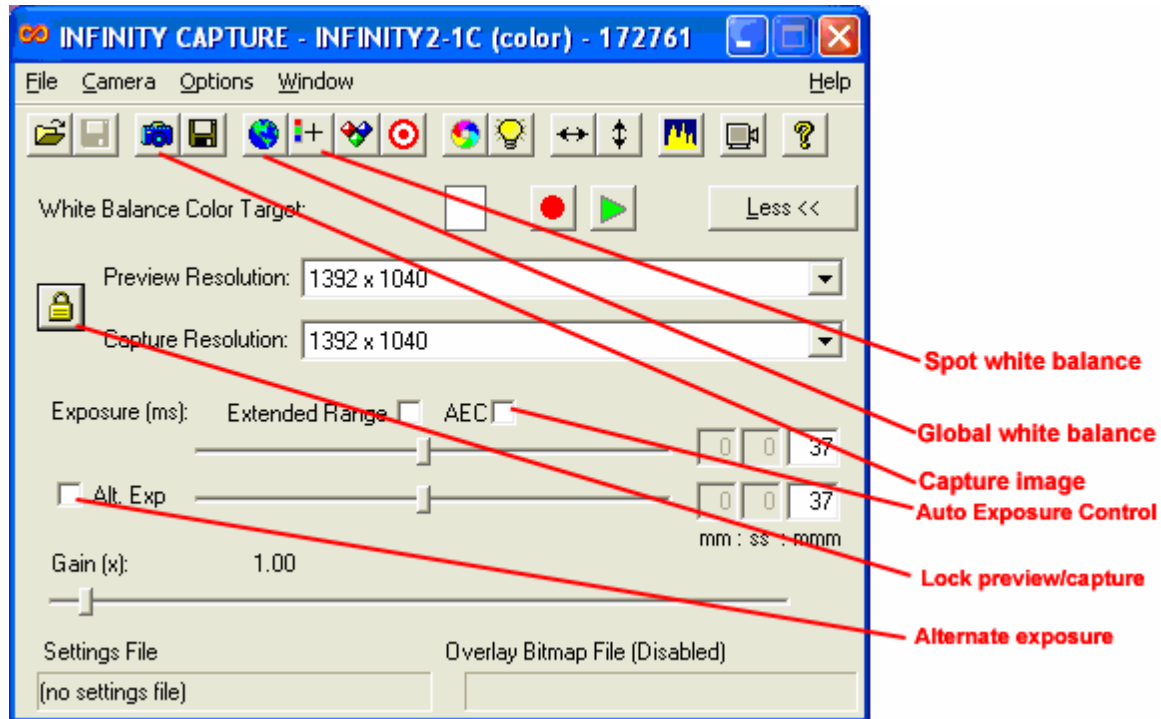 INFINITY CAPTURE - INFINITY2-1C (color) - 172761
File Camera Options Window Help
White Balance Color Target: Less <<
Preview Resolution: 1392 x 1040
Capture Resolution: 1392 x 1040
Spot white balance
Exposure (ms): Extended Range AEC
Global white balance
0 0 37
Capture image
Alt. Exp 0 0 37
Auto Exposure Control
mm : ss : mmm
Gain (x): 1.00
Lock preview/capture
Alternate exposure
Settings File Overlay Bitmap File (Disabled)
(no settings file)